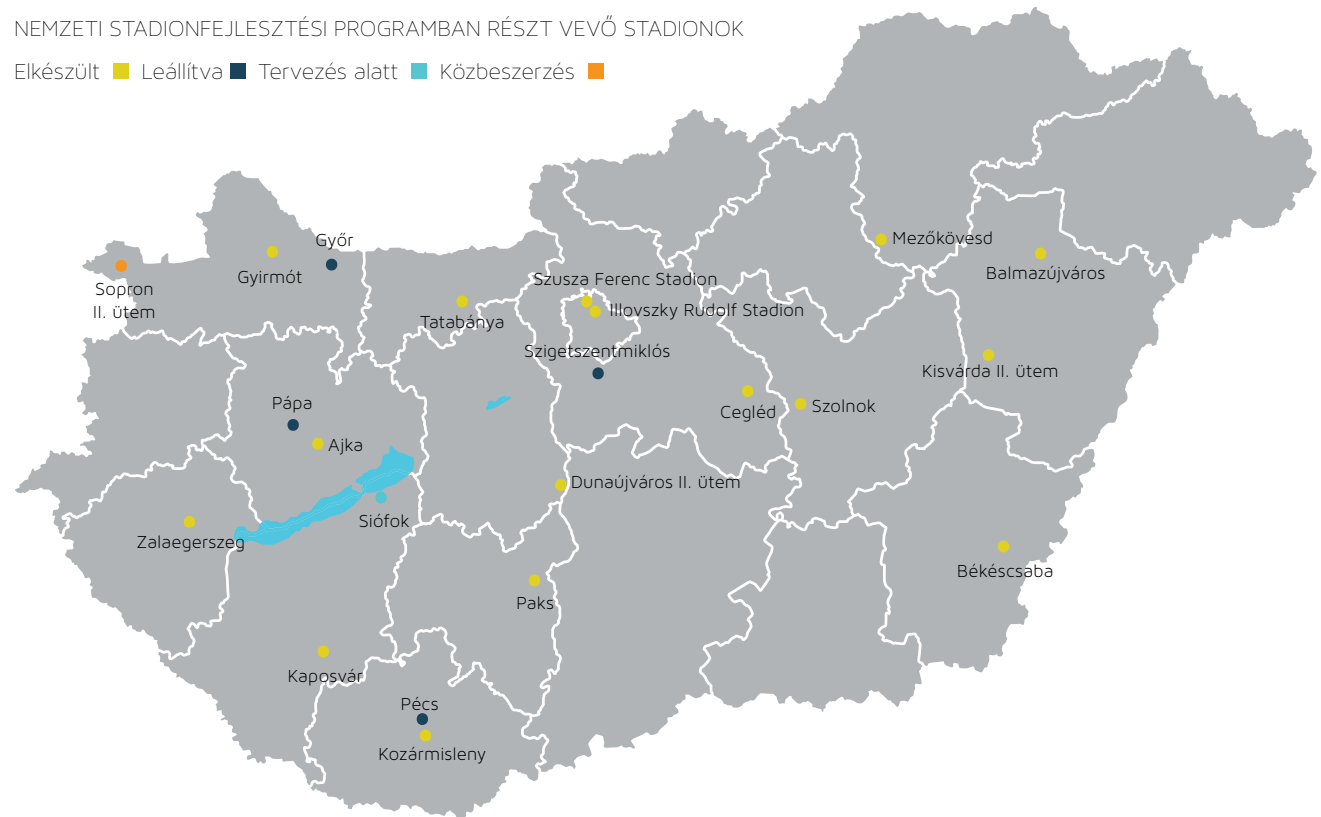 NEMZETI STADIONFEJLESZTÉSI PROGRAMBAN RÉSZT VEVŐ STADIONOK
Elkészült Leállítva Tervezés alatt Közbeszerzés
Győr
Mezőkövesd
Gyirmót
Balmazújváros
Sopron
II. ütem
Szusza Ferenc Stadion
Illovszky Rudolf Stadion
Tatabánya
Szigetszentmiklós
Kisvárda II. ütem
Pápa
Cegléd
Szolnok
Ajka
Dunaújváros II. ütem
Siófok
Zalaegerszeg
Békéscsaba
Paks
Kaposvár
Pécs
Kozármisleny